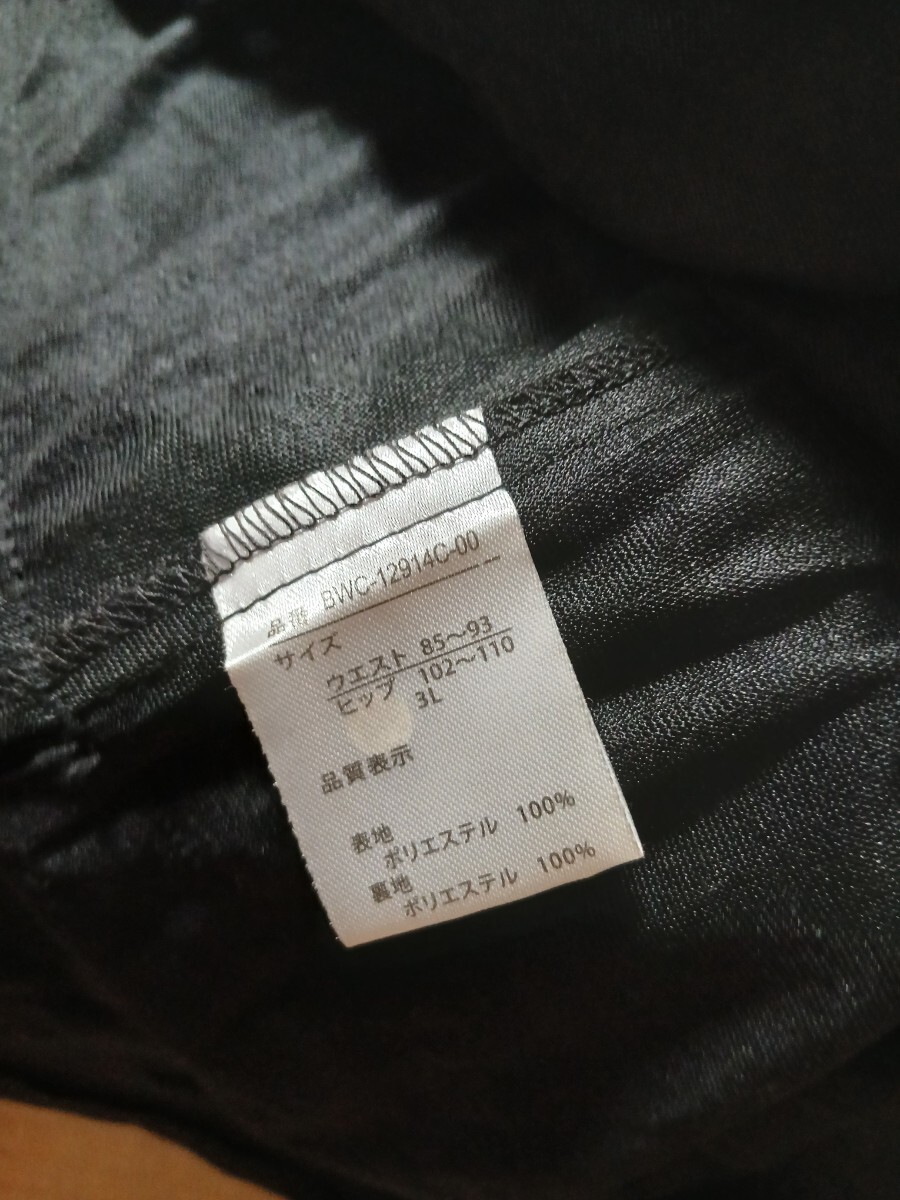 品番 BWC-12914C-00
サイズ
ウエスト 85〜93
ヒップ 102〜110
3L
品質表示
表地
ポリエステル 100%
裏地
ポリエステル 100%